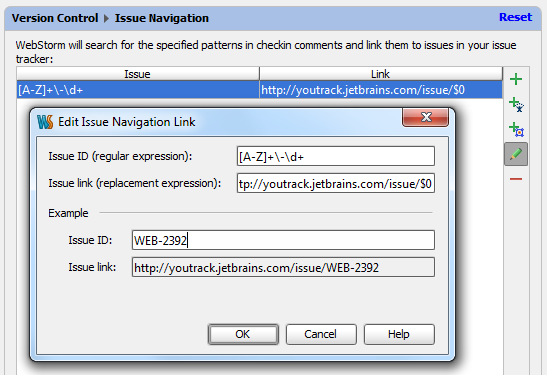 Version Control ▸ Issue Navigation Reset
WebStorm will search for the specified patterns in checkin comments and link them to issues in your issue
tracker:
Issue Link
[A-Z]+\-\d+ http://youtrack.jetbrains.com/issue/$0
WS Edit Issue Navigation Link
Issue ID (regular expression): [A-Z]+\-\d+
Issue link (replacement expression): tp://youtrack.jetbrains.com/issue/$0
Example
Issue ID: WEB-2392
Issue link: http://youtrack.jetbrains.com/issue/WEB-2392
OK Cancel Help